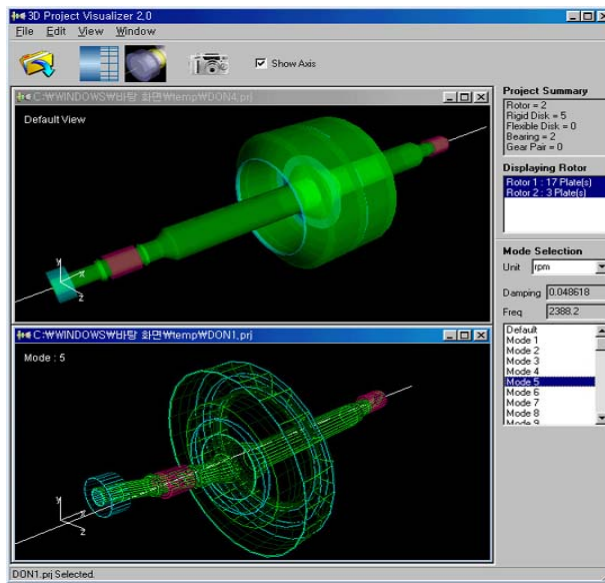 3D Project Visualizer 2,0
File Edit View Window
Show Axis
C:₩WINDOWS₩바탕 화면₩temp₩DON4.prj
Default View
y
x
z
C:₩WINDOWS₩바탕 화면₩temp₩DON1.prj
Mode : 5
y
x
z
Project Summary
Rotor = 2
Rigid Disk = 5
Flexible Disk = 0
Bearing = 2
Gear Pair = 0
Displaying Rotor
Rotor 1 : 17 Plate(s)
Rotor 2 : 3 Plate(s)
Mode Selection
Unit rpm
Damping 0.048618
Freq 2388.2
Default
Mode 1
Mode 2
Mode 3
Mode 4
Mode 5
Mode 6
Mode 7
Mode 8
Mode 9
DON1.prj Selected.